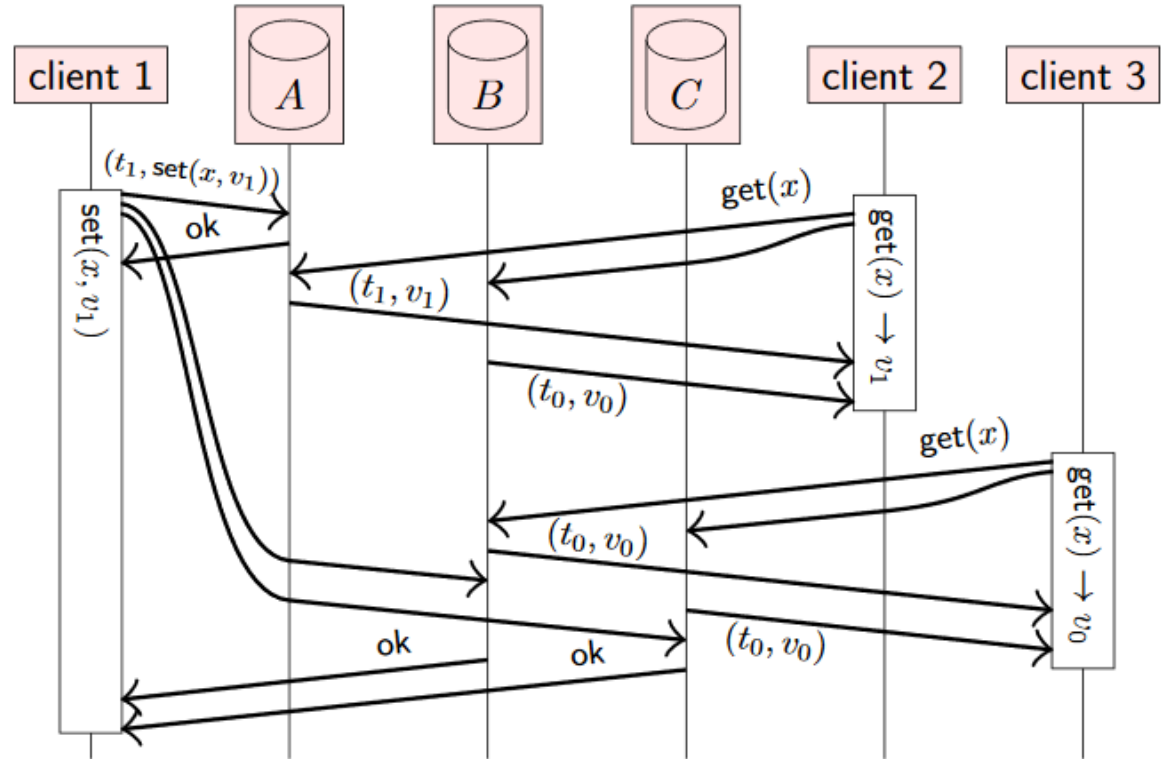 client 1
A
B
C
client 2
client 3
(t₁, set(x, v₁))
ok
set(x, v₁)
get(x)
get(x) → v₁
(t₁, v₁)
(t₀, v₀)
get(x)
get(x) → v₀
(t₀, v₀)
(t₀, v₀)
ok
ok